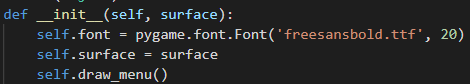 def __init__(self, surface):
    self.font = pygame.font.Font('freesansbold.ttf', 20)
    self.surface = surface
    self.draw_menu()